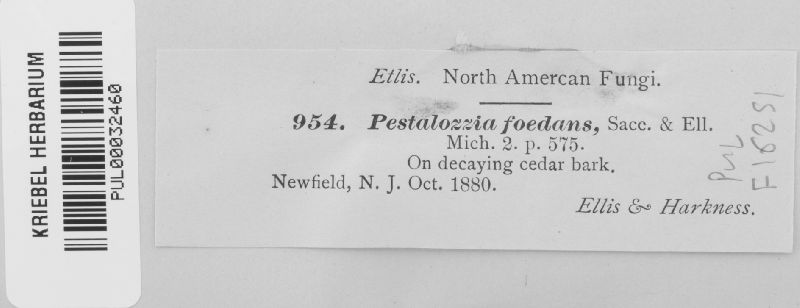 KRIEBEL HERBARIUM
PUL00032460
Etlis. North Amercan Fungi.
954. Pestalozzia foedans, Sacc. & Ell.
Mich. 2. p. 575.
On decaying cedar bark.
Newfield, N. J. Oct. 1880.
Ellis & Harkness.
PUL
F16251